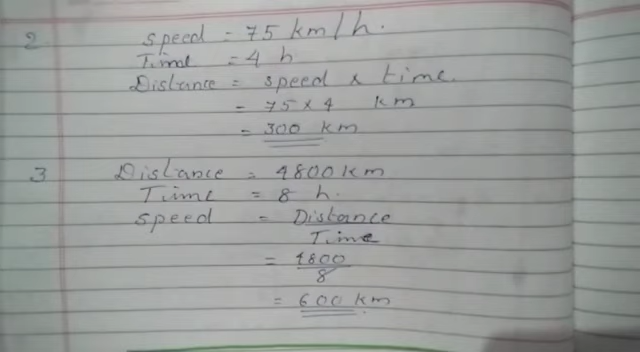 2 Speed = 75 km/h.
Time = 4 h
Distance = speed x time.
= 75 x 4 km
= 300 km
3 Distance = 4800 km
Time = 8 h.
speed = Distance
Time
= 4800
8
= 600 km